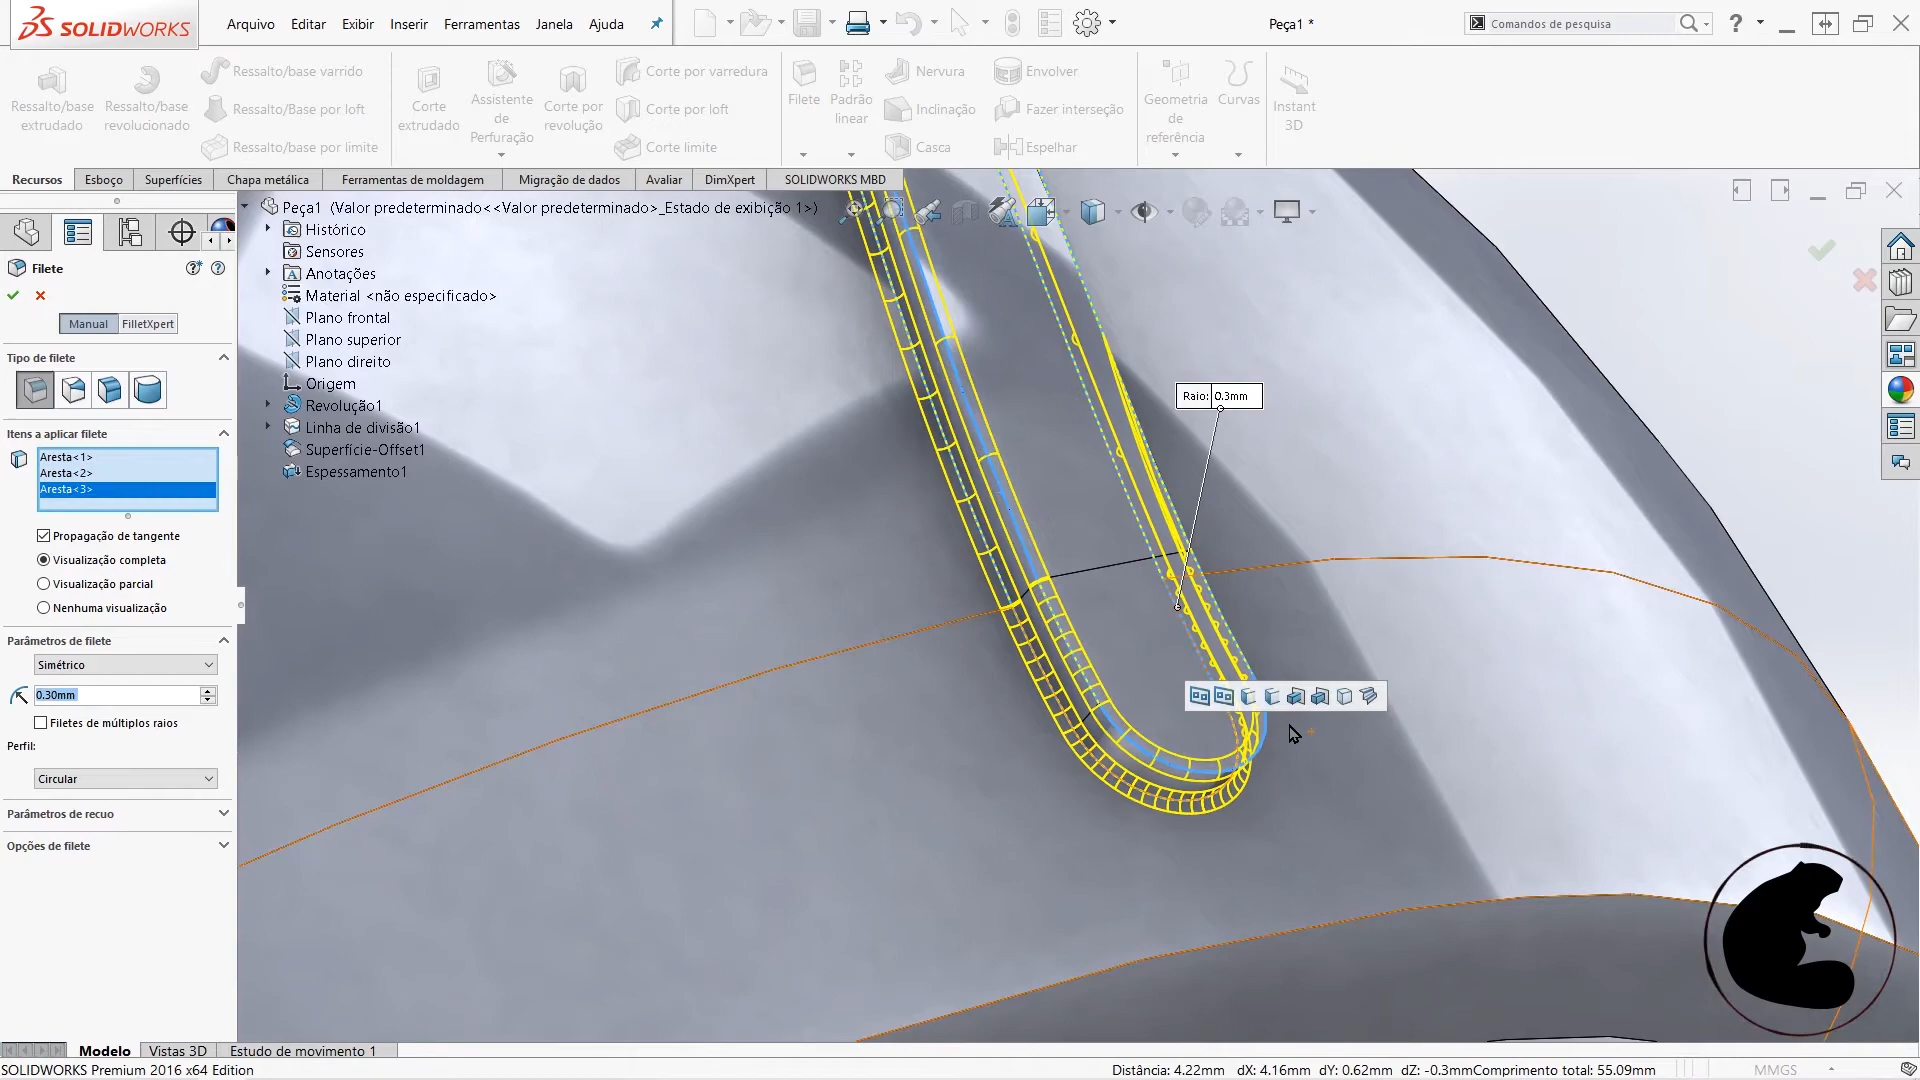 SOLIDWORKS
Arquivo Editar Exibir Inserir Ferramentas Janela Ajuda
Peça1 *
Comandos de pesquisa
Ressalto/base extrudado
Ressalto/base revolucionado
Ressalto/base varrido
Ressalto/Base por loft
Ressalto/base por limite
Corte extrudado
Assistente de Perfuração
Corte por revolução
Corte por varredura
Corte por loft
Corte limite
Filete
Padrão linear
Nervura
Inclinação
Casca
Envolver
Fazer interseção
Espelhar
Geometria de referência
Curvas
Instant 3D
Recursos Esboço Superfícies Chapa metálica Ferramentas de moldagem Migração de dados Avaliar DimXpert SOLIDWORKS MBD
Filete
Manual FilletXpert
Tipo de filete
Itens a aplicar filete
Aresta<1>
Aresta<2>
Aresta<3>
Propagação de tangente
Visualização completa
Visualização parcial
Nenhuma visualização
Parâmetros de filete
Simétrico
0.30mm
Filetes de múltiplos raios
Perfil:
Circular
Parâmetros de recuo
Opções de filete
Peça1 (Valor predeterminado<<Valor predeterminado>_Estado de exibição 1>)
Histórico
Sensores
Anotações
Material <não especificado>
Plano frontal
Plano superior
Plano direito
Origem
Revolução1
Linha de divisão1
Superfície-Offset1
Espessamento1
Raio: 0.3mm
Modelo Vistas 3D Estudo de movimento 1
SOLIDWORKS Premium 2016 x64 Edition
Distância: 4.22mm dX: 4.16mm dY: 0.62mm dZ: -0.3mmComprimento total: 55.09mm
MMGS